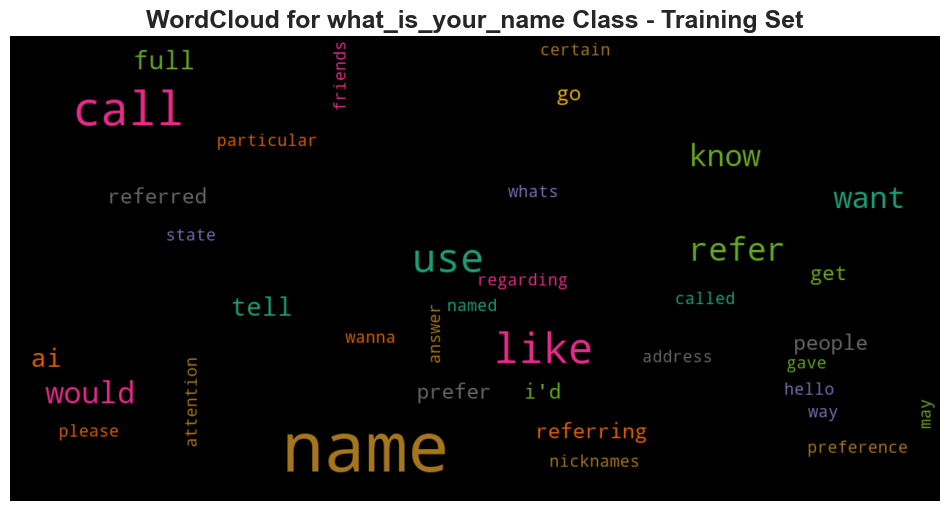 WordCloud for what_is_your_name Class - Training Set
full
friends
certain
call
go
particular
know
referred
whats
want
state
use
refer
regarding
get
tell
named
called
answer
wanna
like
address
people
ai
gave
would
attention
prefer
i'd
hello
way
may
please
name
referring
nicknames
preference